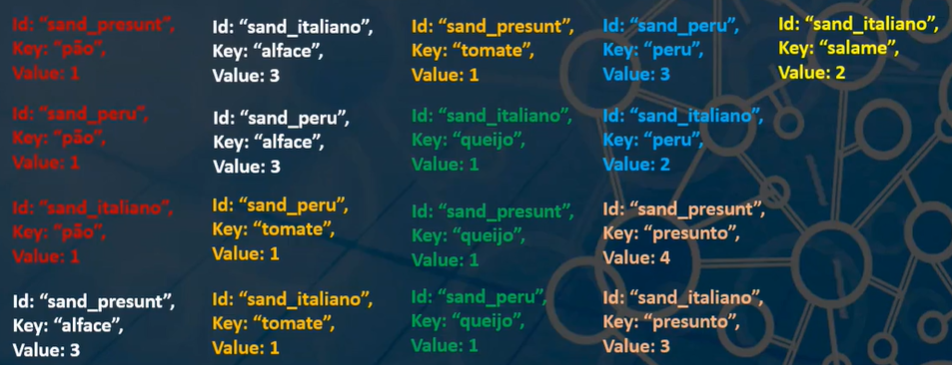 Id: “sand_presunt”,
Key: “pão”,
Value: 1
Id: “sand_peru”,
Key: “pão”,
Value: 1
Id: “sand_italiano”,
Key: “pão”,
Value: 1
Id: “sand_presunt”,
Key: “alface”,
Value: 3
Id: “sand_italiano”,
Key: “alface”,
Value: 3
Id: “sand_peru”,
Key: “alface”,
Value: 3
Id: “sand_peru”,
Key: “tomate”,
Value: 1
Id: “sand_italiano”,
Key: “tomate”,
Value: 1
Id: “sand_presunt”,
Key: “tomate”,
Value: 1
Id: “sand_italiano”,
Key: “queijo”,
Value: 1
Id: “sand_presunt”,
Key: “queijo”,
Value: 1
Id: “sand_peru”,
Key: “queijo”,
Value: 1
Id: “sand_peru”,
Key: “peru”,
Value: 3
Id: “sand_italiano”,
Key: “peru”,
Value: 2
Id: “sand_presunt”,
Key: “presunto”,
Value: 4
Id: “sand_italiano”,
Key: “presunto”,
Value: 3
Id: “sand_italiano”,
Key: “salame”,
Value: 2